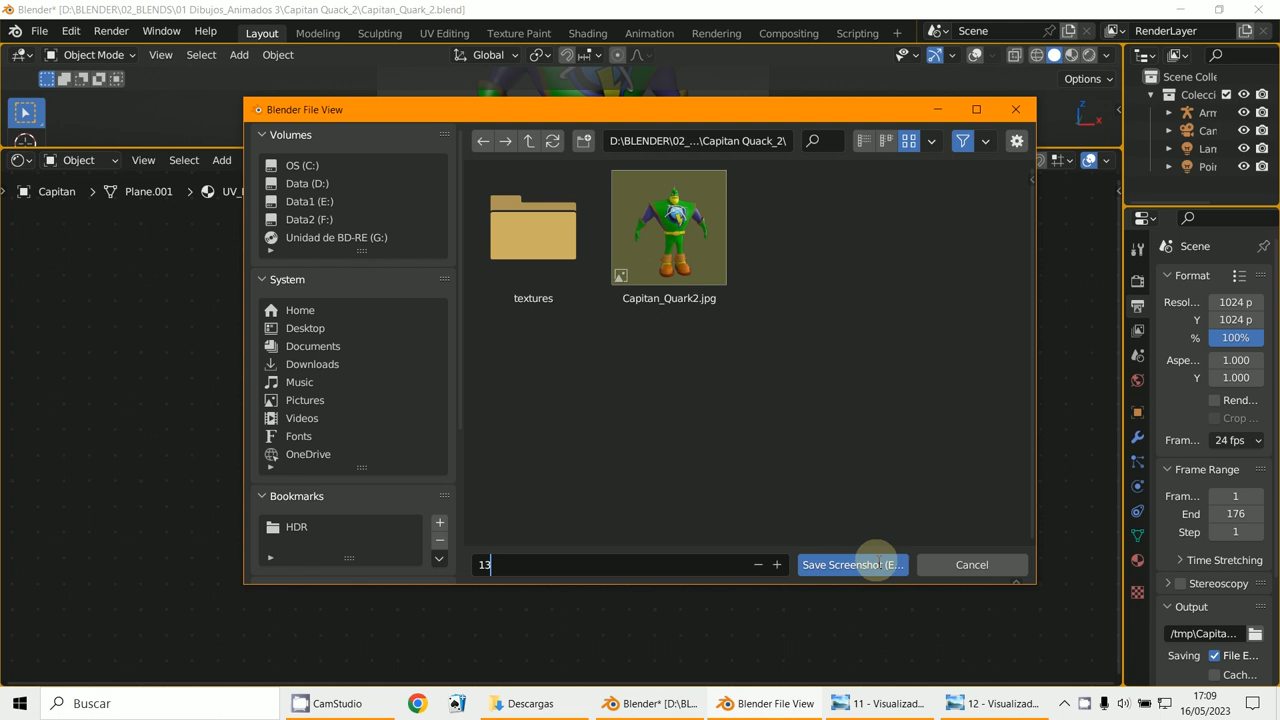 Blender* [D:\BLENDER\02_BLENDS\01 Dibujos_Animados 3\Capitan Quack_2\Capitan_Quark_2.blend]
File Edit Render Window Help Layout Modeling Sculpting UV Editing Texture Paint Shading Animation Rendering Compositing Scripting + Scene RenderLayer
Object Mode View Select Add Object Global
Options
Scene Colle
Colecci
Arm
Can
Lam
Poin
Object View Select Add
Capitan Plane.001
Blender File View
Volumes
OS (C:)
Data (D:)
Data1 (E:)
Data2 (F:)
Unidad de BD-RE (G:)
System
Home
Desktop
Documents
Downloads
Music
Pictures
Videos
Fonts
OneDrive
Bookmarks
HDR
D:\BLENDER\02_...\Capitan Quack_2\
textures
Capitan_Quark2.jpg
13
Save Screenshot (E...
Cancel
Scene
Format
Resol... 1024 p
Y 1024 p
% 100%
Aspe... 1.000
Y 1.000
Rend...
Crop ...
Fram... 24 fps
Frame Range
Fram... 1
End 176
Step 1
Time Stretching
Stereoscopy
Output
/tmp\Capita...
Saving File E...
Cach...
Buscar
CamStudio
Descargas
Blender* [D:\BL...
Blender File View
11 - Visualizad...
12 - Visualizad...
17:09
16/05/2023